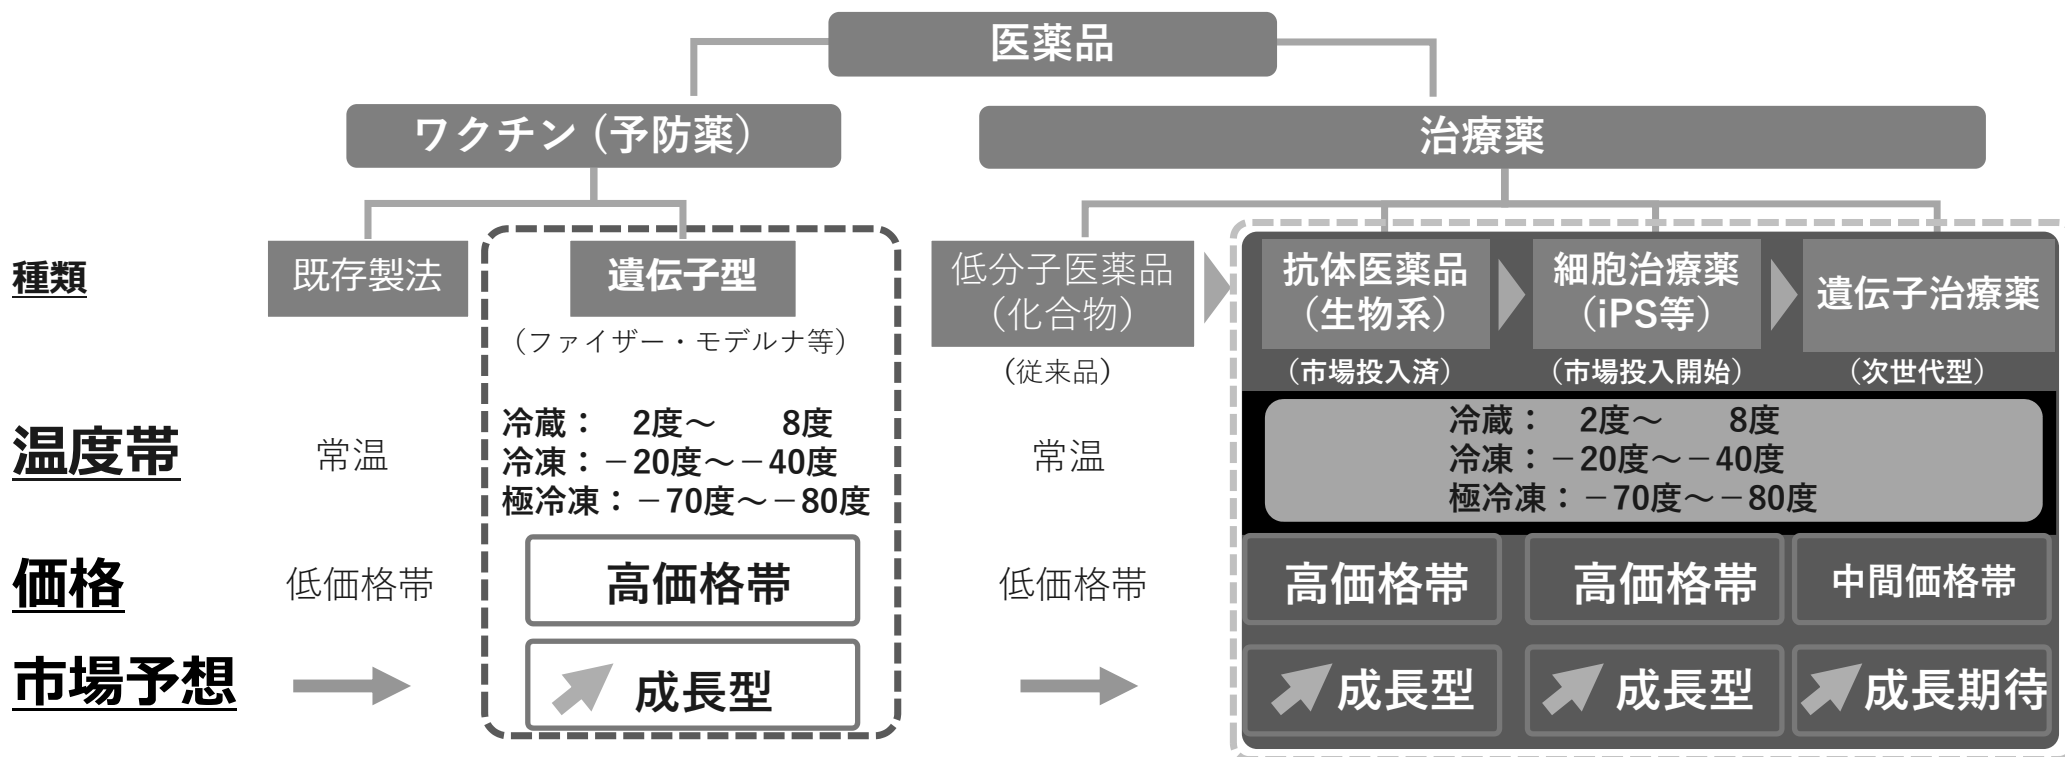 医薬品
ワクチン（予防薬）
治療薬
種類
既存製法
遺伝子型
（ファイザー・モデルナ等）
低分子医薬品
（化合物）
（従来品）
抗体医薬品
（生物系）
（市場投入済）
細胞治療薬
（iPS等）
（市場投入開始）
遺伝子治療薬
（次世代型）
温度帯
常温
冷蔵： 2度～ 8度
冷凍：－20度～－40度
極冷凍：－70度～－80度
常温
冷蔵： 2度～ 8度
冷凍：－20度～－40度
極冷凍：－70度～－80度
価格
低価格帯
高価格帯
低価格帯
高価格帯
高価格帯
中間価格帯
市場予想
成長型
成長型
成長型
成長期待